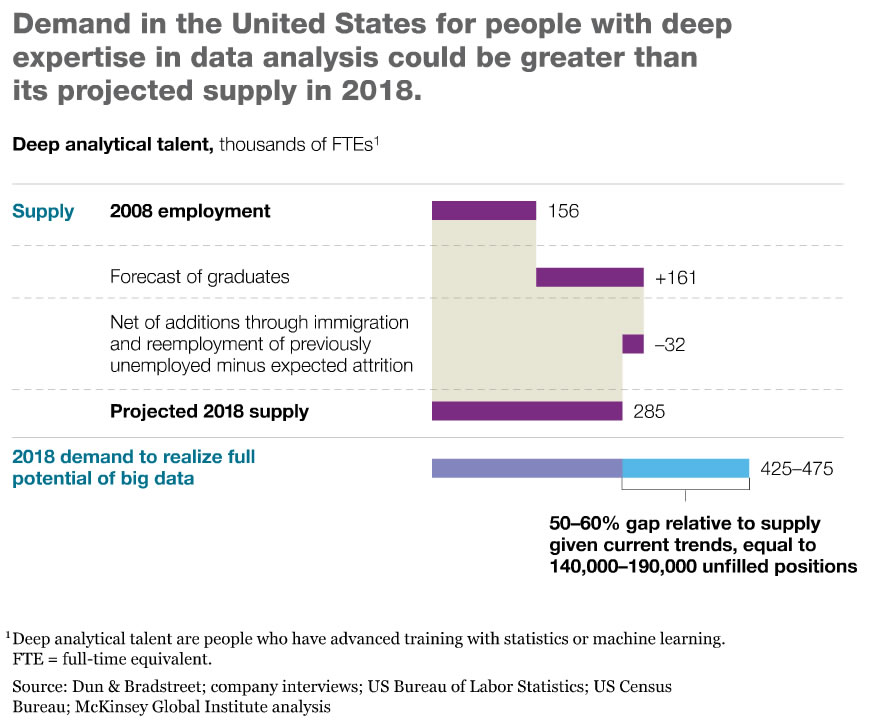 Demand in the United States for people with deep
expertise in data analysis could be greater than
its projected supply in 2018.
Deep analytical talent, thousands of FTEs¹
Supply 2008 employment 156
Forecast of graduates +161
Net of additions through immigration
and reemployment of previously
unemployed minus expected attrition
–32
Projected 2018 supply 285
2018 demand to realize full
potential of big data
425–475
50–60% gap relative to supply
given current trends, equal to
140,000–190,000 unfilled positions
¹Deep analytical talent are people who have advanced training with statistics or machine learning.
FTE = full-time equivalent.
Source: Dun & Bradstreet; company interviews; US Bureau of Labor Statistics; US Census
Bureau; McKinsey Global Institute analysis